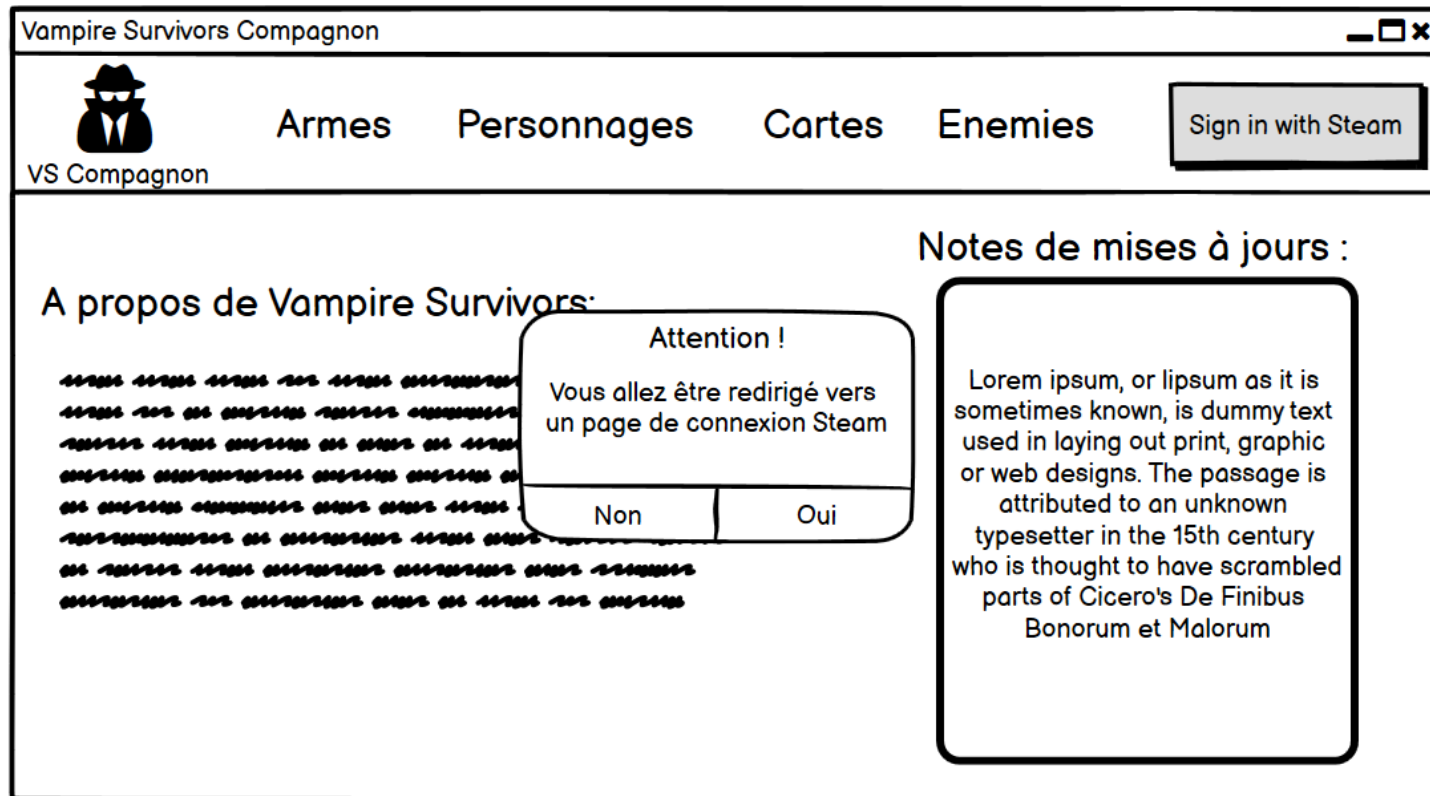 Vampire Survivors Compagnon
VS Compagnon
Armes
Personnages
Cartes
Enemies
Sign in with Steam
A propos de Vampire Survivors:
Attention !
Vous allez être redirigé vers
un page de connexion Steam
Non
Oui
Notes de mises à jours :
Lorem ipsum, or lipsum as it is
sometimes known, is dummy text
used in laying out print, graphic
or web designs. The passage is
attributed to an unknown
typesetter in the 15th century
who is thought to have scrambled
parts of Cicero's De Finibus
Bonorum et Malorum